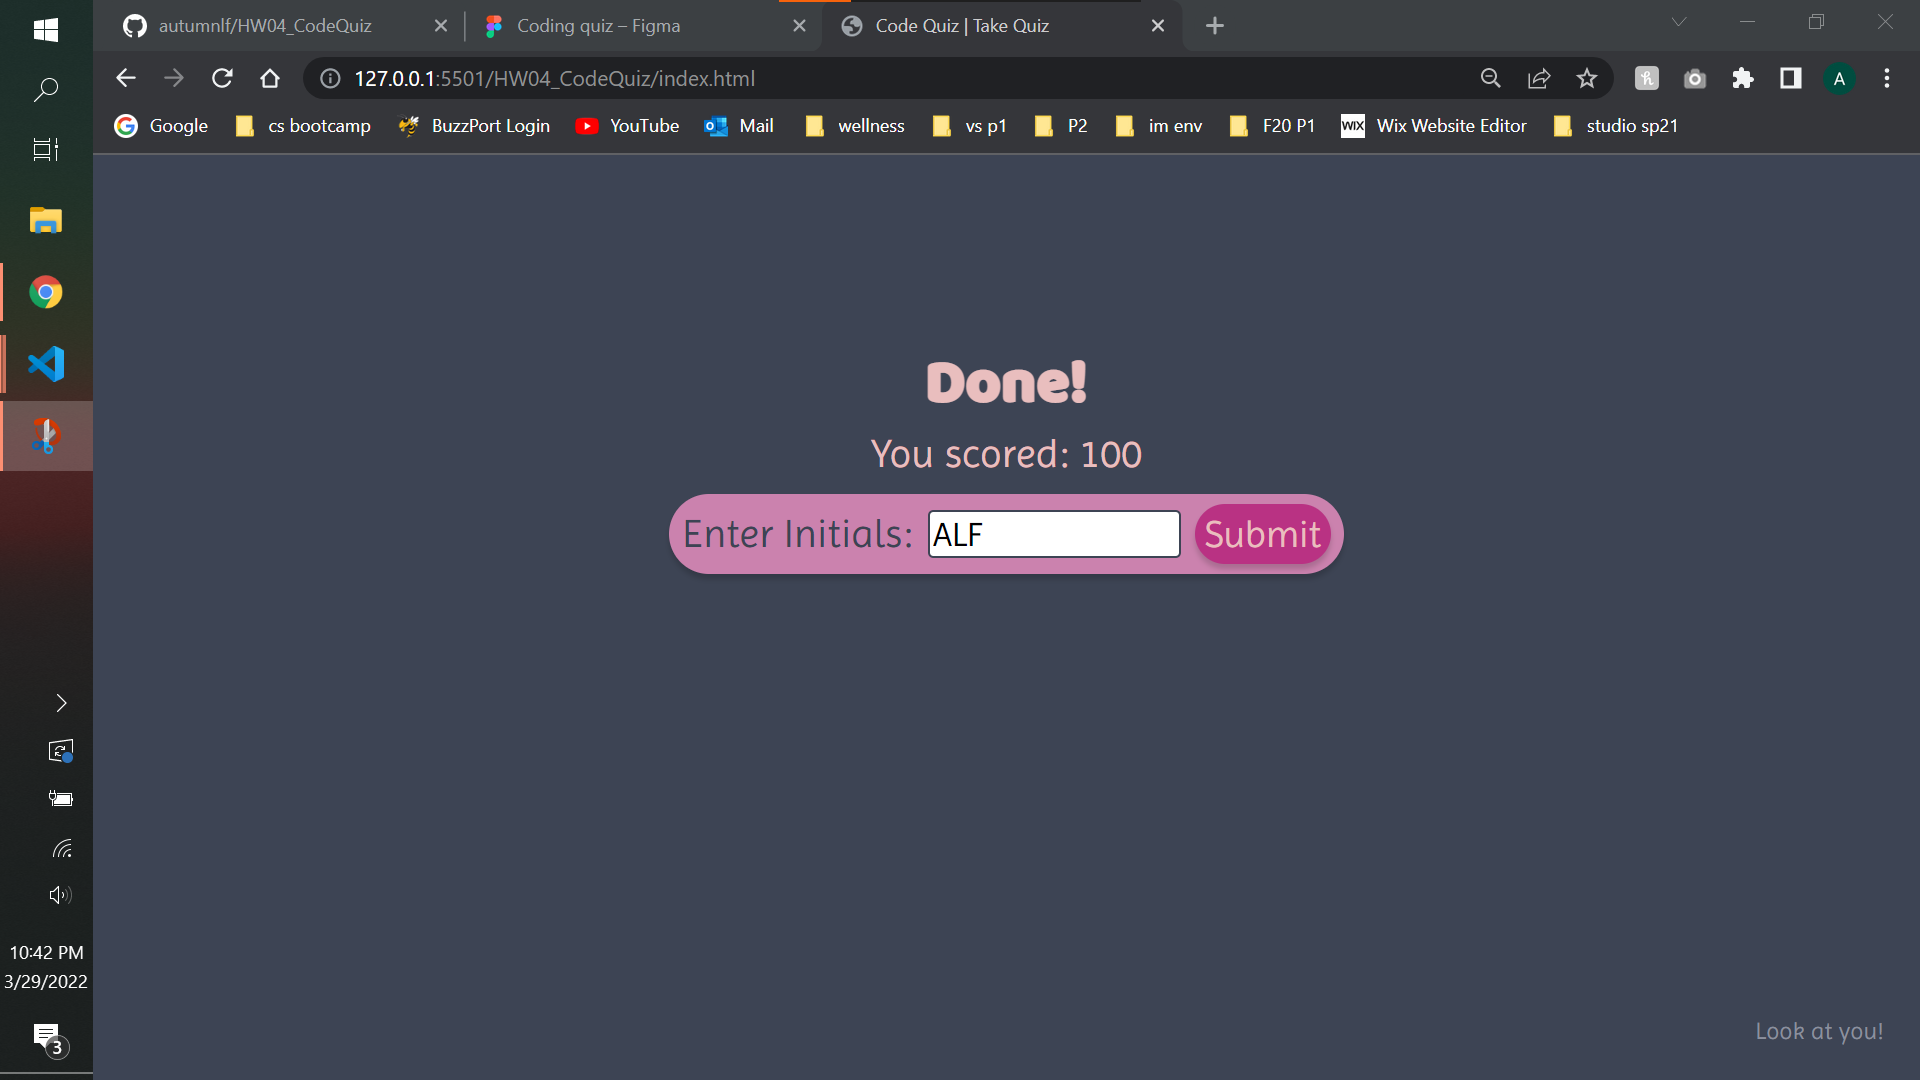 autumnlf/HW04_CodeQuiz
Coding quiz – Figma
Code Quiz | Take Quiz
127.0.0.1:5501/HW04_CodeQuiz/index.html
A
Google
cs bootcamp
BuzzPort Login
YouTube
Mail
wellness
vs p1
P2
im env
F20 P1
WIX
Wix Website Editor
studio sp21
Done!
You scored: 100
Enter Initials: ALF Submit
10:42 PM
3/29/2022
3
Look at you!